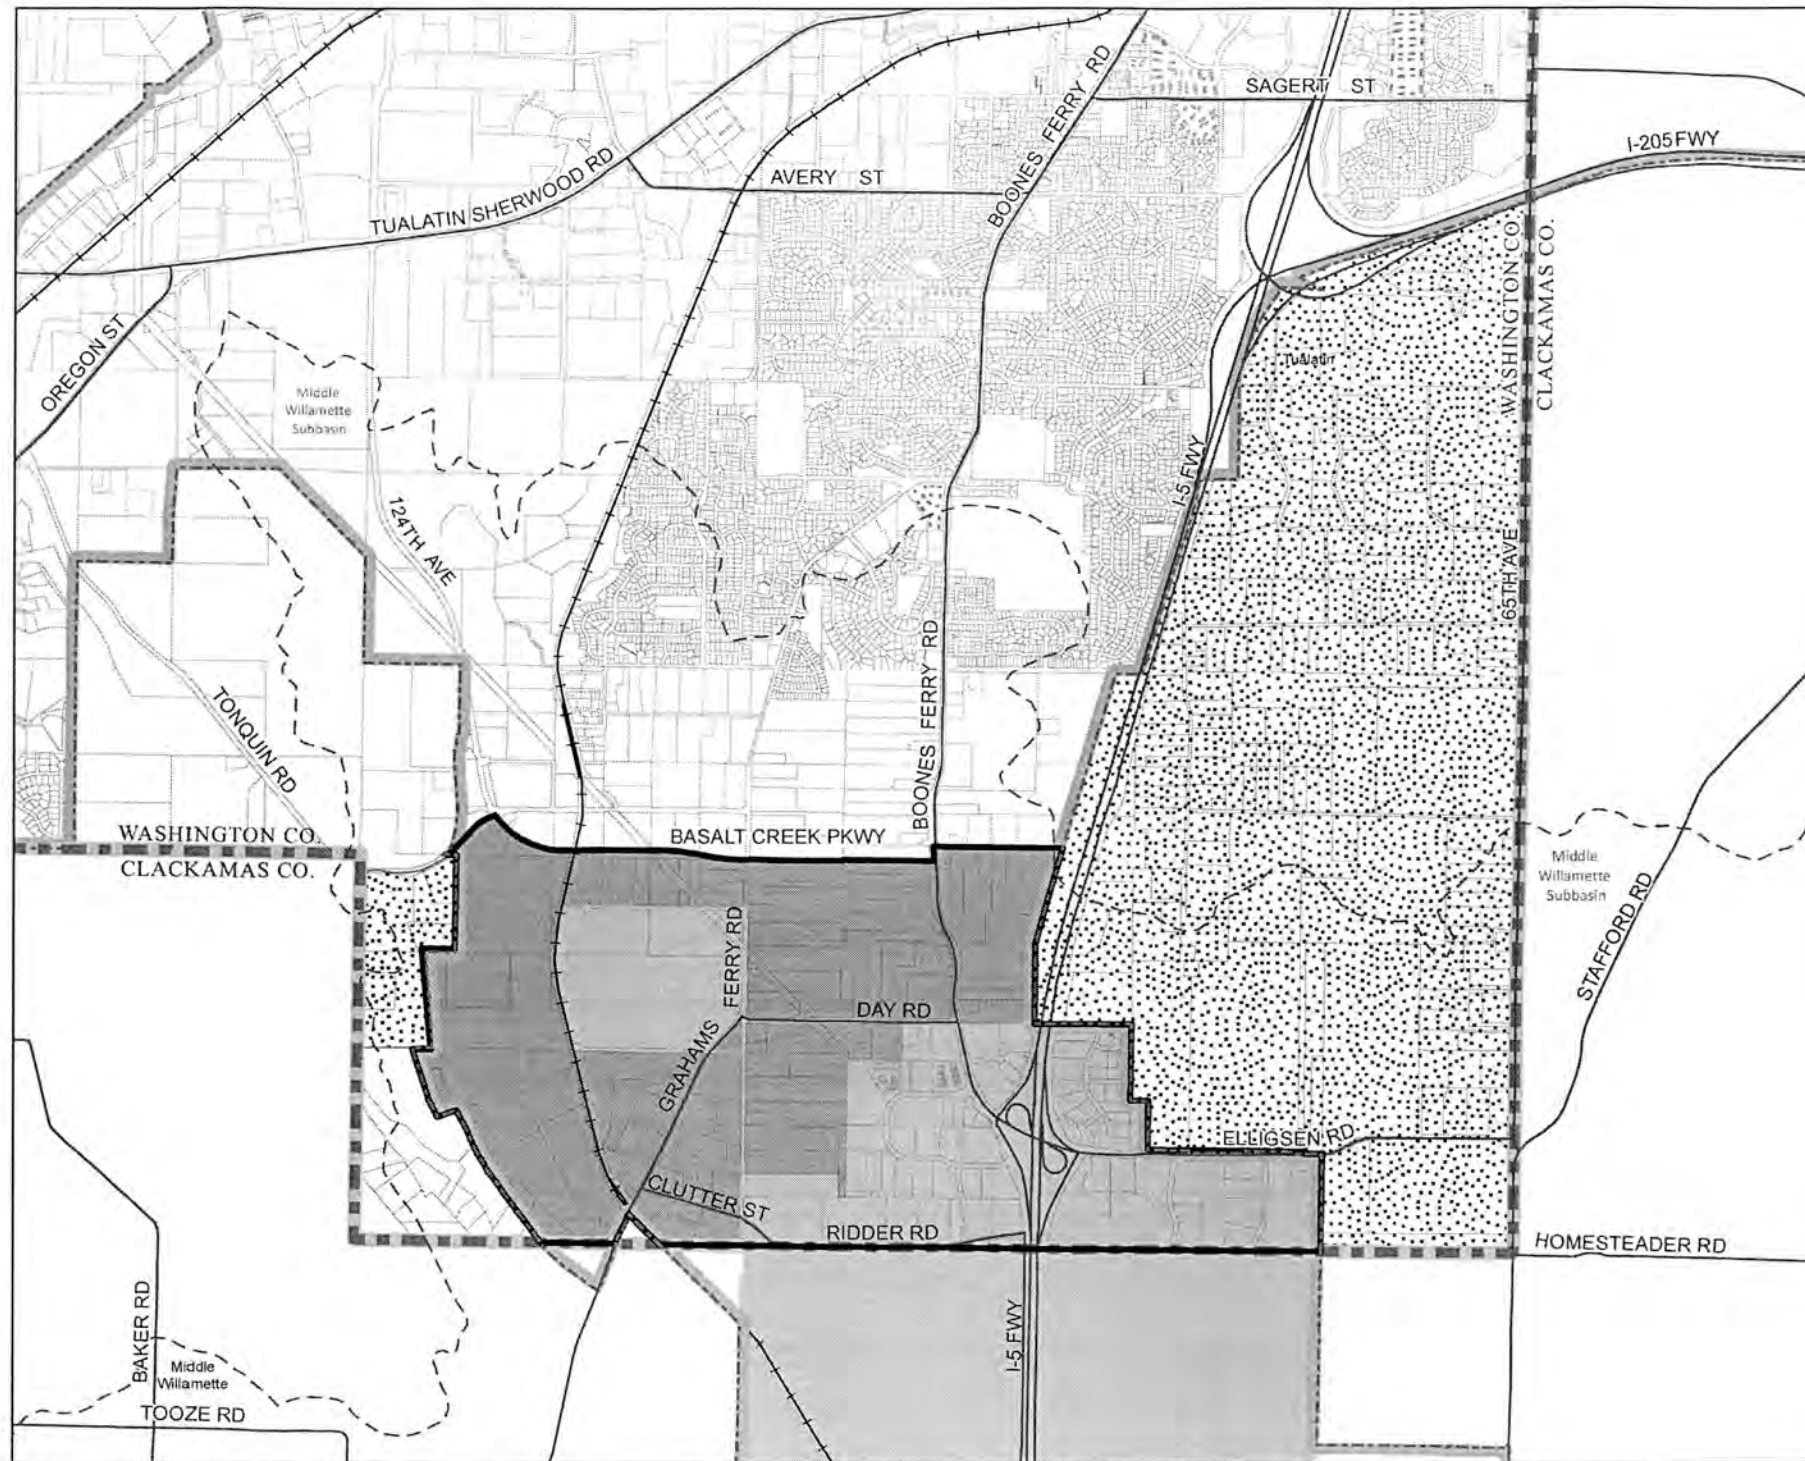 SAGERT ST
BOONES FERRY RD
I-205 FWY
AVERY ST
TUALATIN SHERWOOD RD
WASHINGTON CO.
CLACKAMAS CO.
OREGON ST
Tualatin
Middle
Willamette
Subbasin
I-5 FWY
124TH AVE
65TH AVE
BOONES FERRY RD
TONQUIN RD
WASHINGTON CO.
CLACKAMAS CO.
BASALT CREEK PKWY
Middle
Willamette
Subbasin
STAFFORD RD
GRAHAMS FERRY RD
DAY RD
ELLIGSEN RD
CLUTTER ST
RIDDER RD
HOMESTEADER RD
BAKER RD
I-5 FWY
Middle
Willamette
TOOZE RD